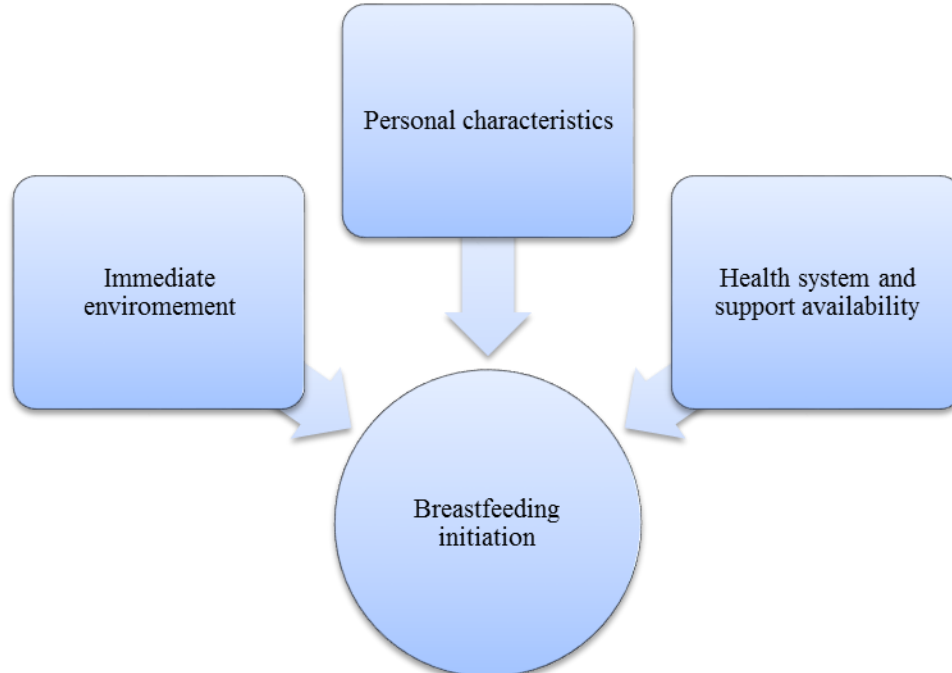 Personal characteristics
Immediate
enviromement
Health system and
support availability
Breastfeeding
initiation